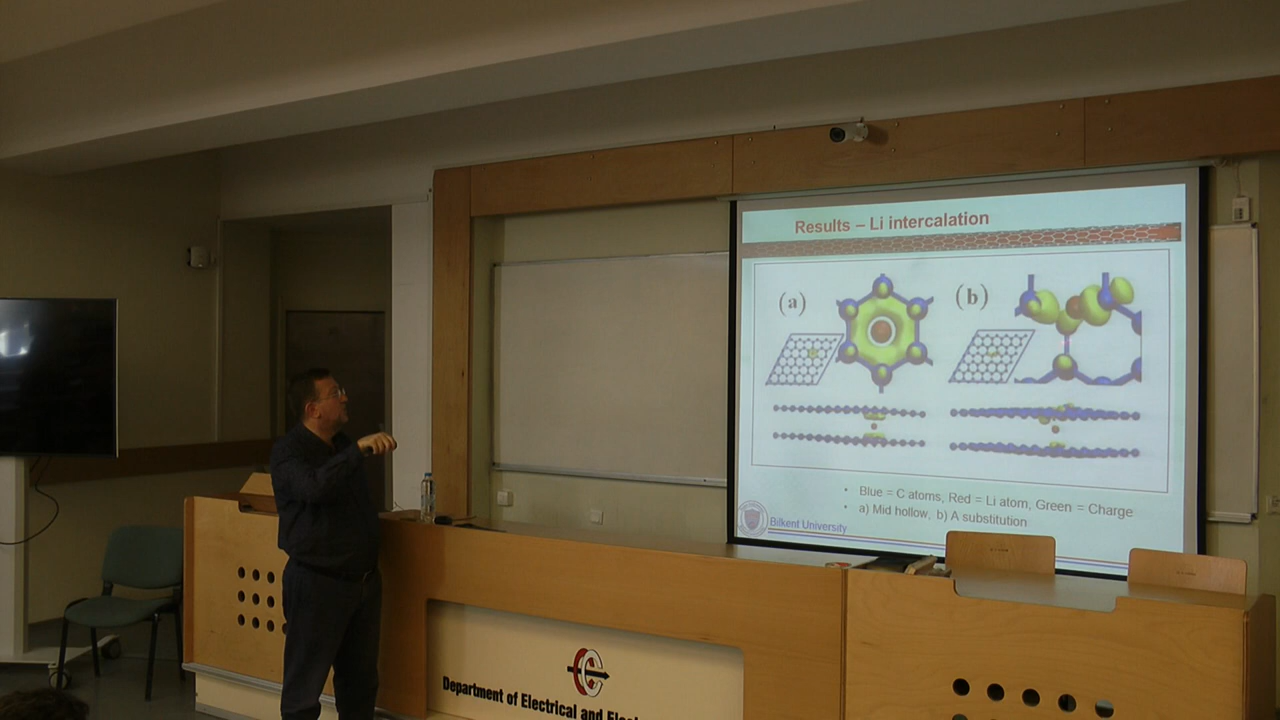 Results – Li intercalation
(a)
(b)
• Blue = C atoms, Red = Li atom, Green = Charge
• a) Mid hollow, b) A substitution
Bilkent University
Department of Electrical and